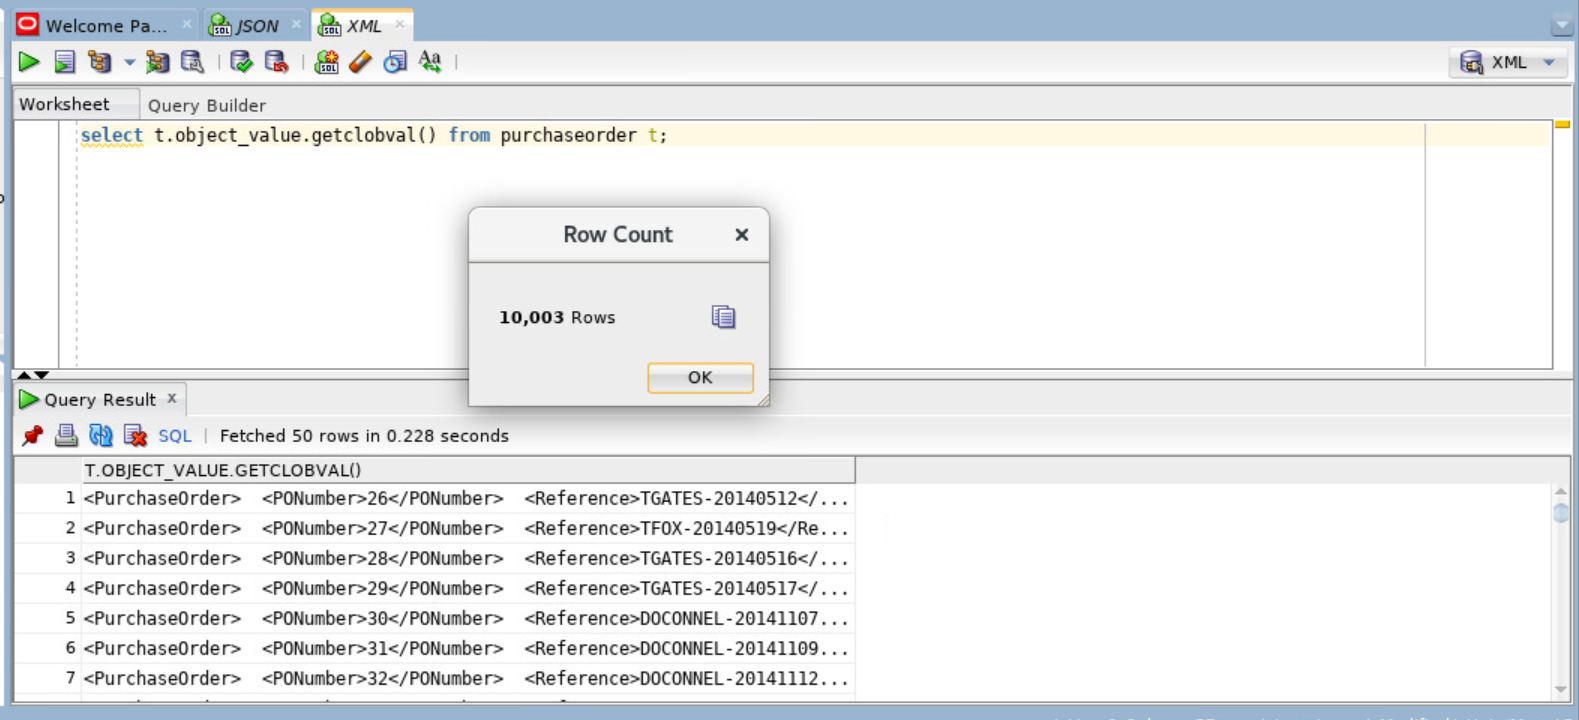 Welcome Pa... JSON XML
XML
Worksheet Query Builder
select t.object_value.getclobval() from purchaseorder t;
Row Count
10,003 Rows
OK
Query Result
SQL | Fetched 50 rows in 0.228 seconds
T.OBJECT_VALUE.GETCLOBVAL()
1 <PurchaseOrder> <PONumber>26</PONumber> <Reference>TGATES-20140512</...
2 <PurchaseOrder> <PONumber>27</PONumber> <Reference>TFOX-20140519</Re...
3 <PurchaseOrder> <PONumber>28</PONumber> <Reference>TGATES-20140516</...
4 <PurchaseOrder> <PONumber>29</PONumber> <Reference>TGATES-20140517</...
5 <PurchaseOrder> <PONumber>30</PONumber> <Reference>DOCONNEL-20141107...
6 <PurchaseOrder> <PONumber>31</PONumber> <Reference>DOCONNEL-20141109...
7 <PurchaseOrder> <PONumber>32</PONumber> <Reference>DOCONNEL-20141112...